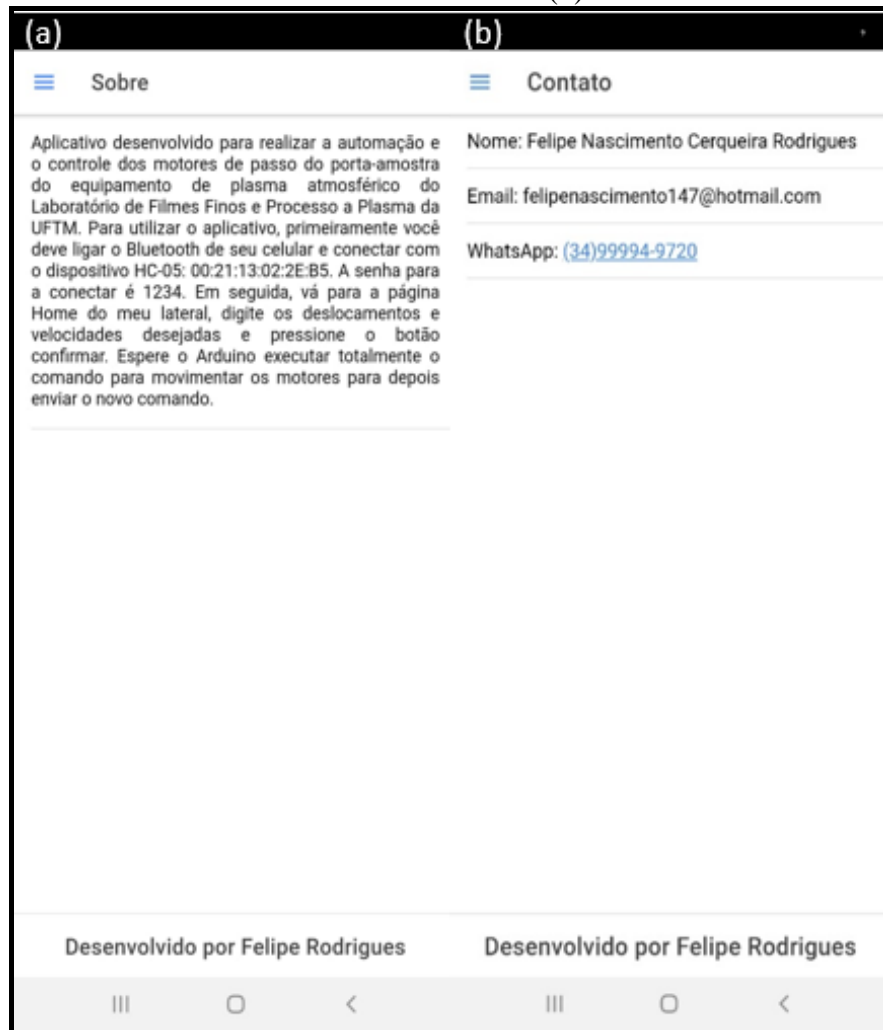 (a)
Sobre
Aplicativo desenvolvido para realizar a automação e
o controle dos motores de passo do porta-amostra
do equipamento de plasma atmosférico do
Laboratório de Filmes Finos e Processo a Plasma da
UFTM. Para utilizar o aplicativo, primeiramente você
deve ligar o Bluetooth de seu celular e conectar com
o dispositivo HC-05: 00:21:13:02:2E:B5. A senha para
a conectar é 1234. Em seguida, vá para a página
Home do meu lateral, digite os deslocamentos e
velocidades desejadas e pressione o botão
confirmar. Espere o Arduino executar totalmente o
comando para movimentar os motores para depois
enviar o novo comando.
Desenvolvido por Felipe Rodrigues
(b)
Contato
Nome: Felipe Nascimento Cerqueira Rodrigues
Email: felipenascimento147@hotmail.com
WhatsApp: (34)99994-9720
Desenvolvido por Felipe Rodrigues